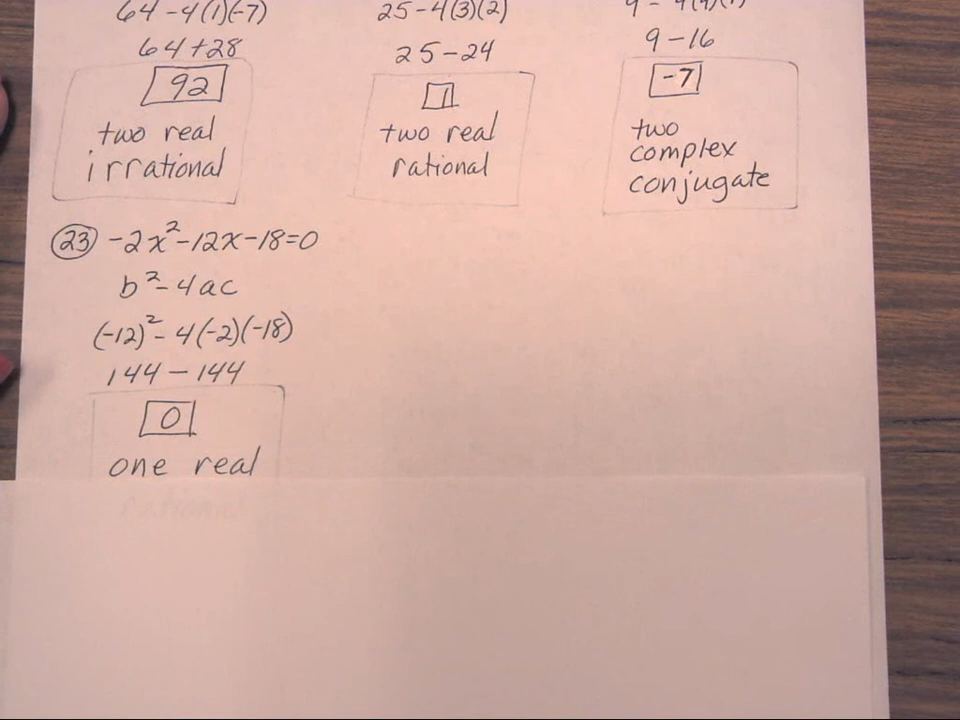 64-4(1)(-7)
64+28
92
two real
irrational
25-4(3)(2)
25-24
1
two real
rational
9-16
-7
two
complex
conjugate
23 -2x²-12x-18=0
b²-4ac
(-12)²-4(-2)(-18)
144-144
0
one real
rational